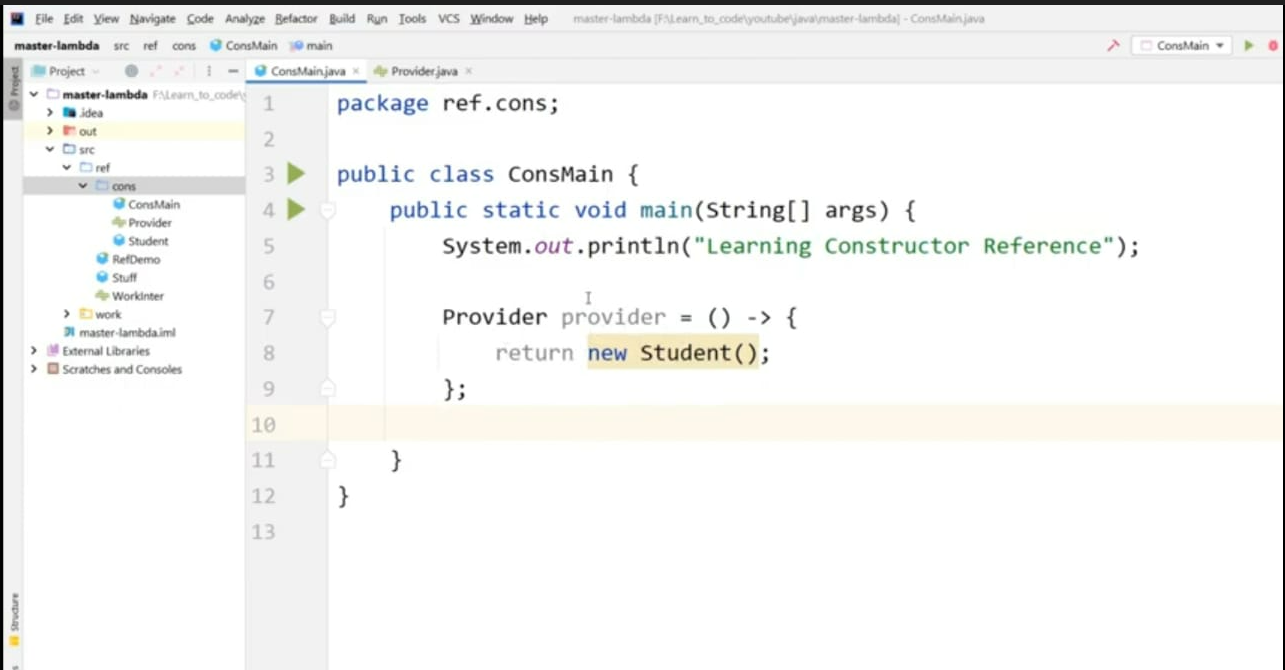 File Edit View Navigate Code Analyze Refactor Build Run Tools VCS Window Help master-lambda [F:\Learn_to_code\youtube\java\master-lambda] - ConsMain.java
master-lambda src ref cons ConsMain main ConsMain
Project ConsMain.java Provider.java
Project
master-lambda F:\Learn_to_code\y
.idea
out
src
ref
cons
ConsMain
Provider
Student
RefDemo
Stuff
WorkInter
work
master-lambda.iml
External Libraries
Scratches and Consoles
Structure
1 package ref.cons;
2
3 public class ConsMain {
4 public static void main(String[] args) {
5 System.out.println("Learning Constructor Reference");
6
7 Provider provider = () -> {
8 return new Student();
9 };
10
11 }
12 }
13